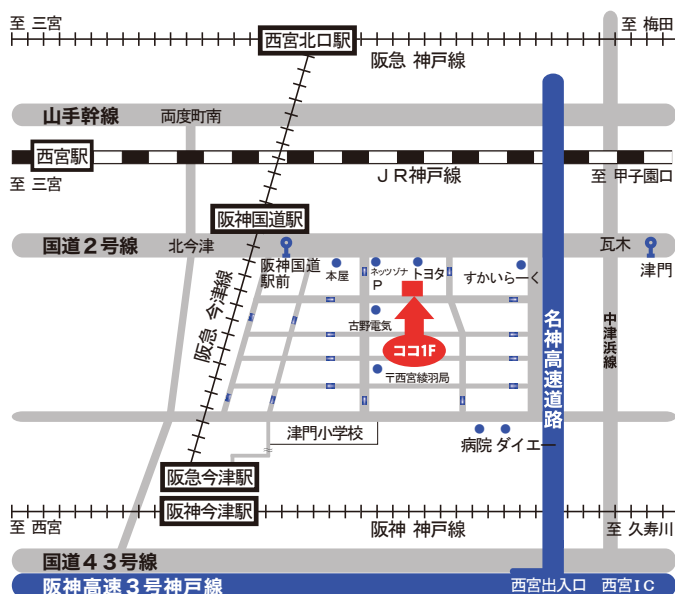 至 三宮
西宮北口駅
至 梅田
阪急 神戸線
山手幹線
両度町南
西宮駅
至 三宮
JR神戸線
至 甲子園口
阪神国道駅
国道2号線
北今津
瓦木
阪神国道
駅前
本屋
ネッツゾナ
P
トヨタ
すかいらーく
津門
阪急 今津線
古野電気
ココ1F
名神高速道路
中津浜線
〒西宮綾羽局
津門小学校
病院
ダイエー
阪急今津駅
阪神今津駅
至 西宮
阪神 神戸線
至 久寿川
国道43号線
阪神高速3号神戸線
西宮出入口
西宮IC